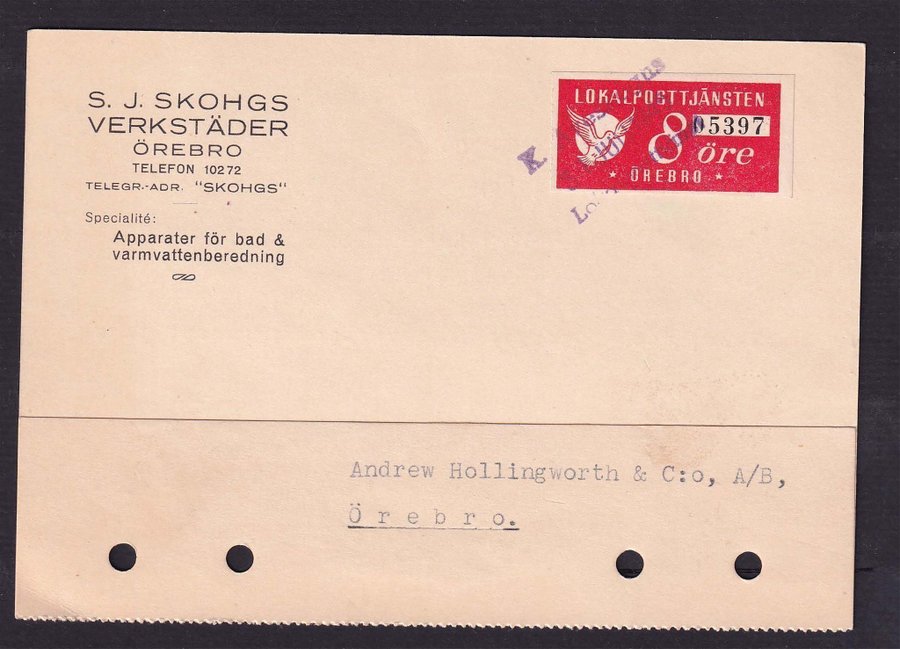 S. J. SKOHGS
VERKSTÄDER
ÖREBRO
TELEFON 10272
TELEGR.-ADR. "SKOHGS"
Specialité:
Apparater för bad &
varmvattenberedning
LOKALPOSTTJÄNSTEN
8 öre 05397
* ÖREBRO *
Andrew Hollingworth & C:o, A/B,
Örebro.